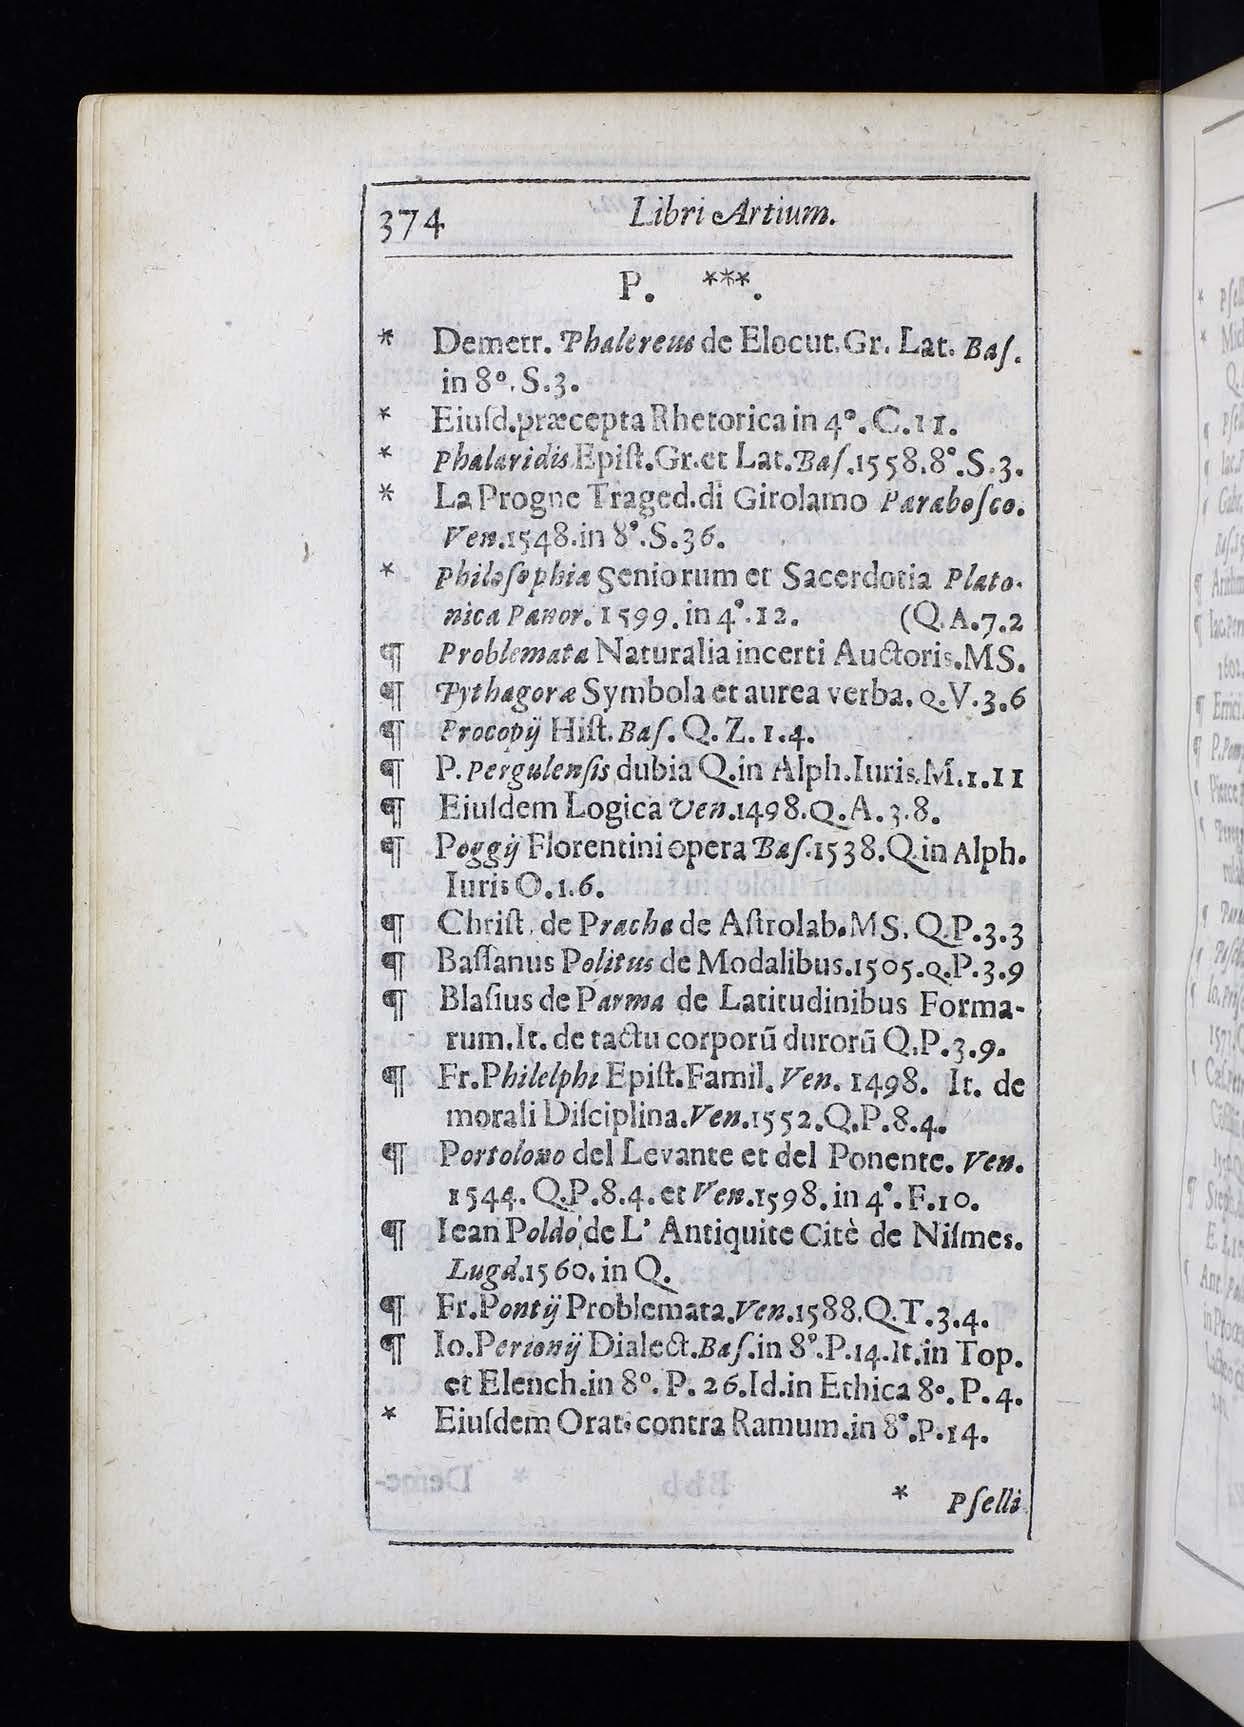 374 Libri Artium.
P. ***.
* Demetr. Phalereus de Elocut. Gr. Lat. Baſ.
in 8°. S.3.
* Eiuſd. præcepta Rhetorica in 4°. C.11.
* Phalaridis Epiſt. Gr. et Lat. Baſ. 1558. 8°. S.3.
* La Progne Traged. di Girolamo Paraboſco.
Ven. 1548. in 8°. S.36.
* Philoſophia geniorum et Sacerdotia Plato-
nica Panor. 1599. in 4°. 12. (Q.A.7.2
¶ Problemata Naturalia incerti Auctoris. MS.
¶ Pythagoræ Symbola et aurea verba. Q.V.3.6
¶ Procopij Hiſt. Baſ. Q. Z. 1.4.
¶ P. Pergulenſis dubia Q. in Alph. Iuris. M.1.11
¶ Eiuſdem Logica Ven. 1498. Q. A. 3.8.
¶ Poggij Florentini opera Baſ. 1538. Q. in Alph.
Iuris O.1.6.
¶ Chriſt. de Pracha de Aſtrolab. MS. Q.P.3.3
¶ Baſſanus Politus de Modalibus. 1505. Q.P.3.9
¶ Blaſius de Parma de Latitudinibus Forma-
rum. It. de tactu corporũ durorũ Q.P.3.9.
¶ Fr. Philelphi Epiſt. Famil. Ven. 1498. It. de
morali Diſciplina. Ven. 1552. Q.P.8.4.
¶ Portolono del Levante et del Ponente. Ven.
1544. Q.P.8.4. et Ven. 1598. in 4°. F.10.
¶ Iean Poldo de L' Antiquite Citè de Niſmes.
Lugd. 1560. in Q.
¶ Fr. Pontij Problemata. Ven. 1588. Q.T.3.4.
¶ Io. Perionij Dialect. Baſ. in 8°. P.14. It. in Top.
et Elench. in 8°. P. 26. Id. in Ethica 8°. P. 4.
* Eiuſdem Orat. contra Ramum. in 8°. P.14.
* Pſelli